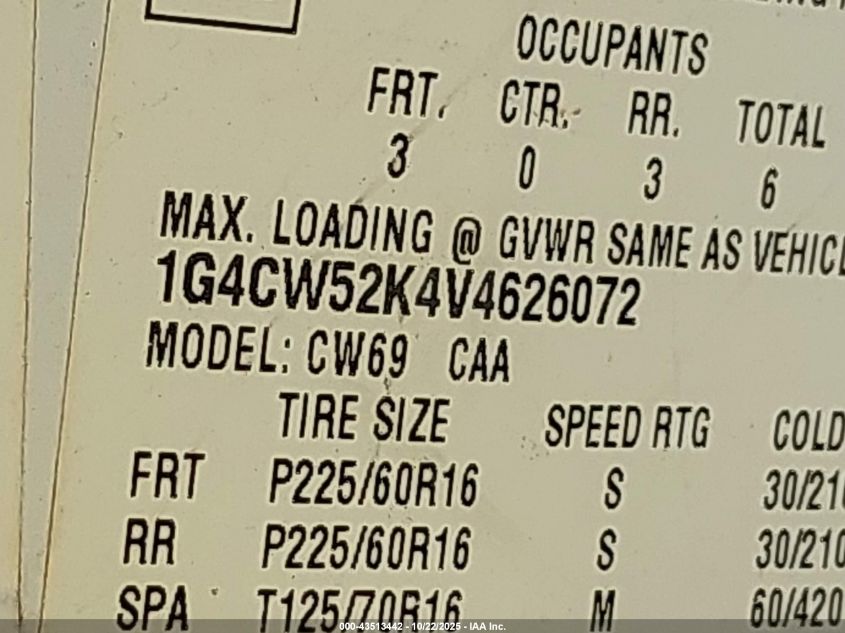 OCCUPANTS
FRT. CTR. RR. TOTAL
3 0 3 6
MAX. LOADING @ GVWR SAME AS VEHICL
1G4CW52K4V4626072
MODEL: CW69 CAA
TIRE SIZE SPEED RTG COLD
FRT P225/60R16 S 30/210
RR P225/60R16 S 30/210
SPA T125/70R16 M 60/420
000-43513442 - 10/22/2025 - IAA Inc.